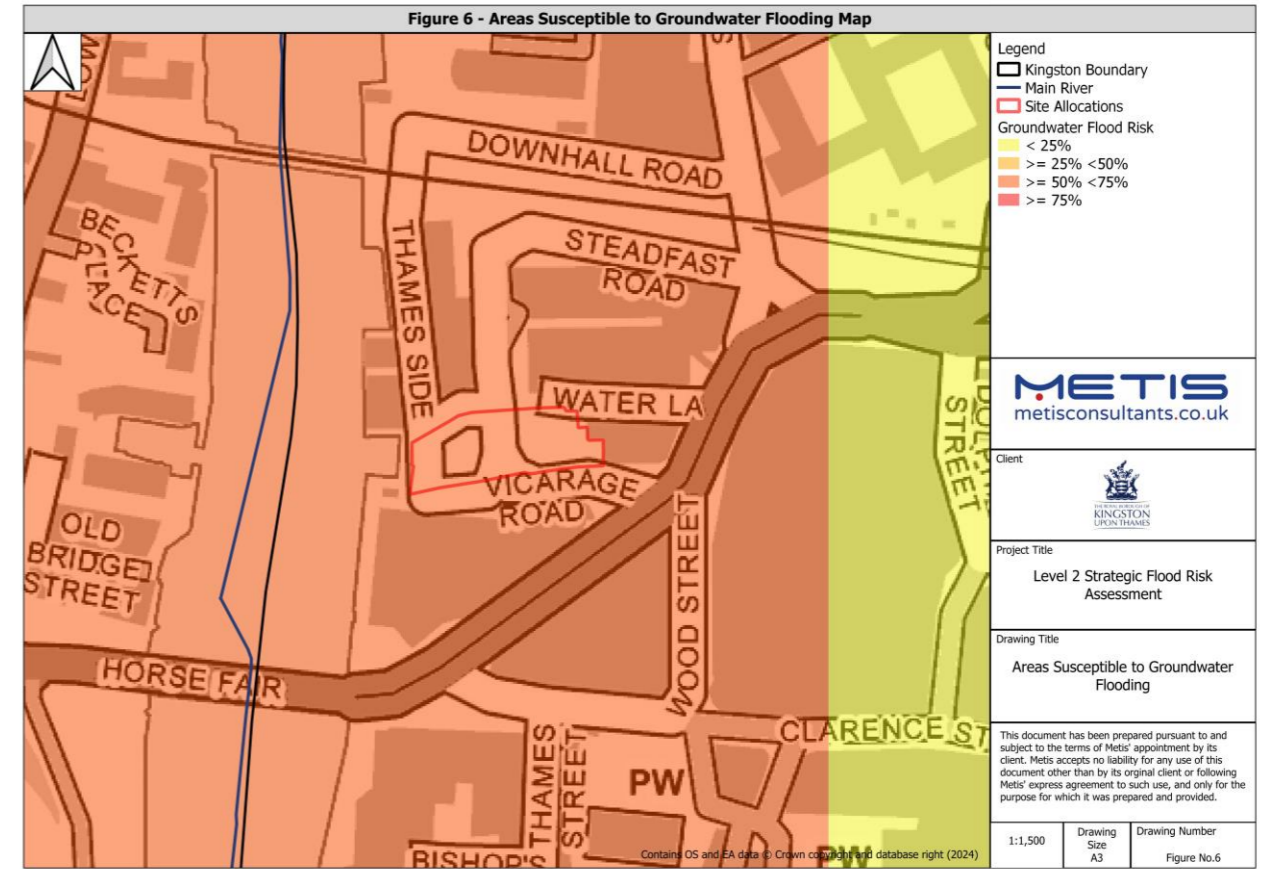 Figure 6 - Areas Susceptible to Groundwater Flooding Map
DOWNHALL ROAD
STEADFAST
ROAD
BECKETTS
PLACE
THAMES SIDE
WATER LA
VICARAGE
ROAD
OLD
BRIDGE
STREET
HORSE FAIR
WOOD STREET
STREET
CLARENCE ST
THAMES
STREET
PW
PW
BISHOP'S
Contains OS and EA data © Crown copyright and database right (2024)
Legend
Kingston Boundary
Main River
Site Allocations
Groundwater Flood Risk
< 25%
>= 25% <50%
>= 50% <75%
>= 75%
METIS
metisconsultants.co.uk
Client
THE ROYAL BOROUGH OF
KINGSTON
UPON THAMES
Project Title
Level 2 Strategic Flood Risk
Assessment
Drawing Title
Areas Susceptible to Groundwater
Flooding
This document has been prepared pursuant to and
subject to the terms of Metis' appointment by its
client. Metis accepts no liability for any use of this
document other than by its orginal client or following
Metis' express agreement to such use, and only for the
purpose for which it was prepared and provided.
1:1,500
Drawing
Size
A3
Drawing Number
Figure No.6